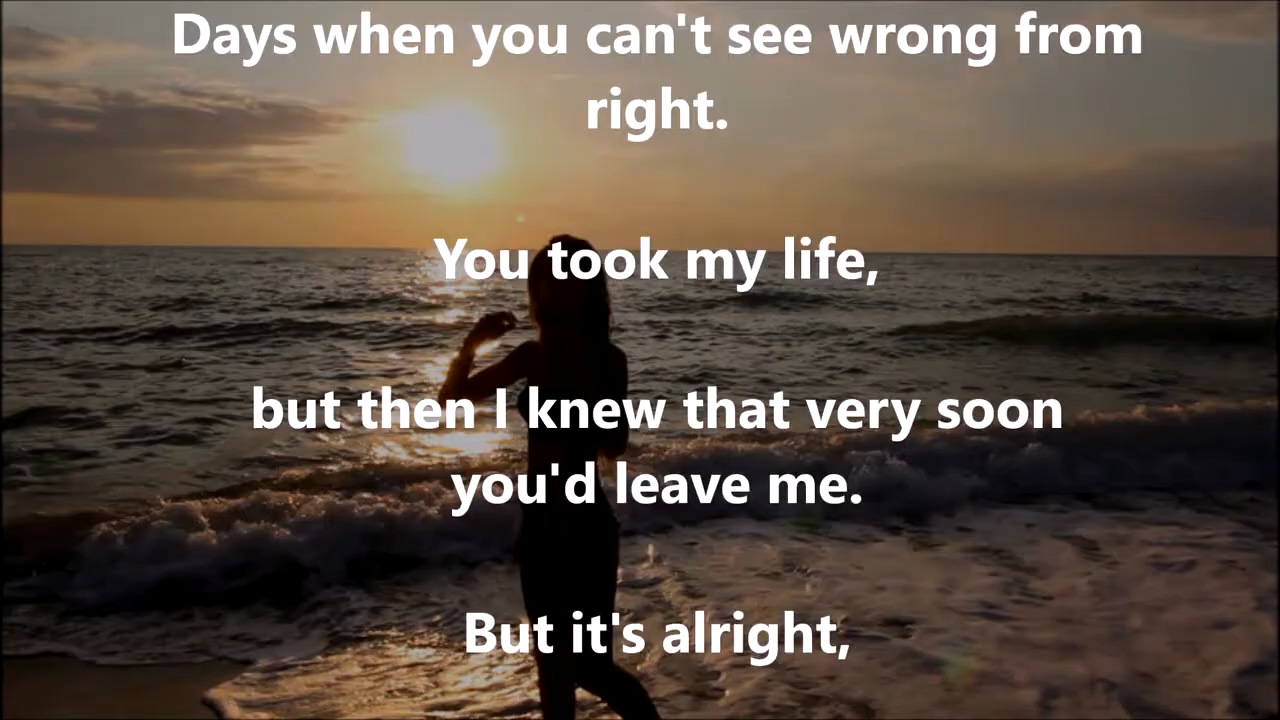 Days when you can't see wrong from
right.
You took my life,
but then I knew that very soon
you'd leave me.
But it's alright,